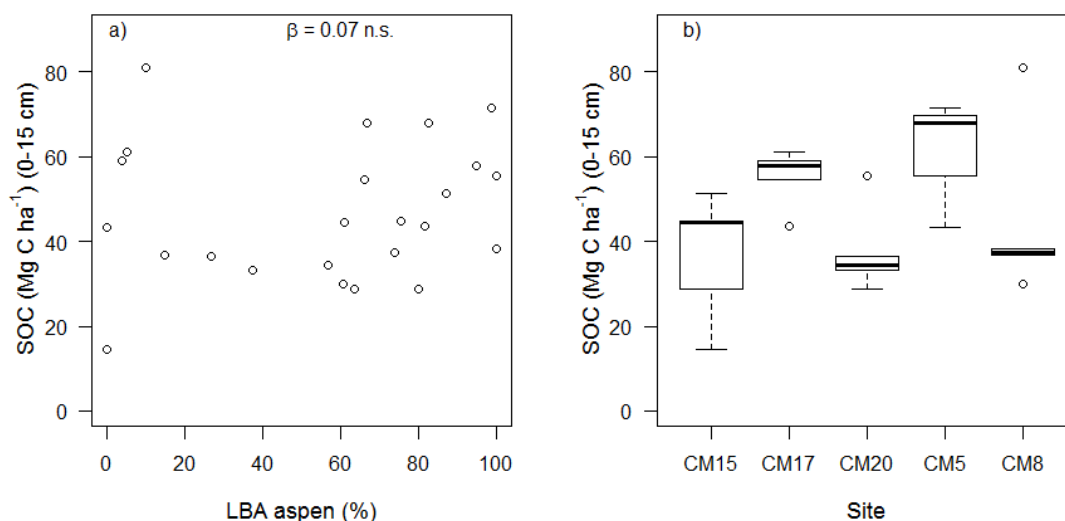 a)
β = 0.07 n.s.
SOC (Mg C ha⁻¹) (0-15 cm)
80
60
40
20
0
0 20 40 60 80 100
LBA aspen (%)
b)
SOC (Mg C ha⁻¹) (0-15 cm)
80
60
40
20
0
CM15 CM17 CM20 CM5 CM8
Site